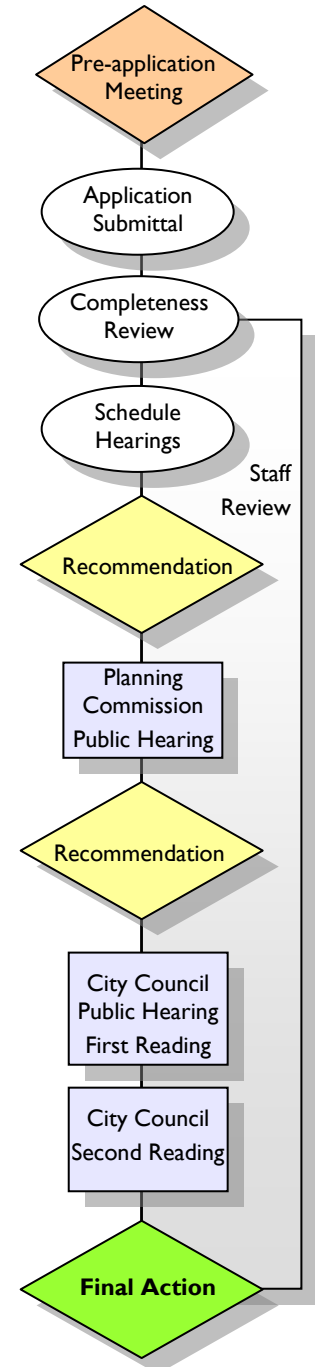 Pre-application
Meeting
Application
Submittal
Completeness
Review
Schedule
Hearings
Staff
Review
Recommendation
Planning
Commission
Public Hearing
Recommendation
City Council
Public Hearing
First Reading
City Council
Second Reading
Final Action